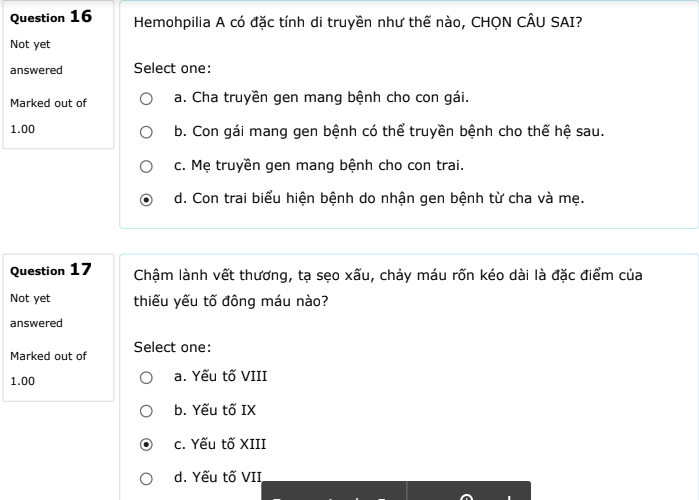 Question 16
Not yet
answered
Marked out of
1.00
Hemohpilia A có đặc tính di truyền như thế nào, CHỌN CÂU SAI?
Select one:
a. Cha truyền gen mang bệnh cho con gái.
b. Con gái mang gen bệnh có thể truyền bệnh cho thế hệ sau.
c. Mẹ truyền gen mang bệnh cho con trai.
d. Con trai biểu hiện bệnh do nhận gen bệnh từ cha và mẹ.
Question 17
Not yet
answered
Marked out of
1.00
Chậm lành vết thương, tạ sẹo xấu, chảy máu rốn kéo dài là đặc điểm của
thiếu yếu tố đông máu nào?
Select one:
a. Yếu tố VIII
b. Yếu tố IX
c. Yếu tố XIII
d. Yếu tố VII